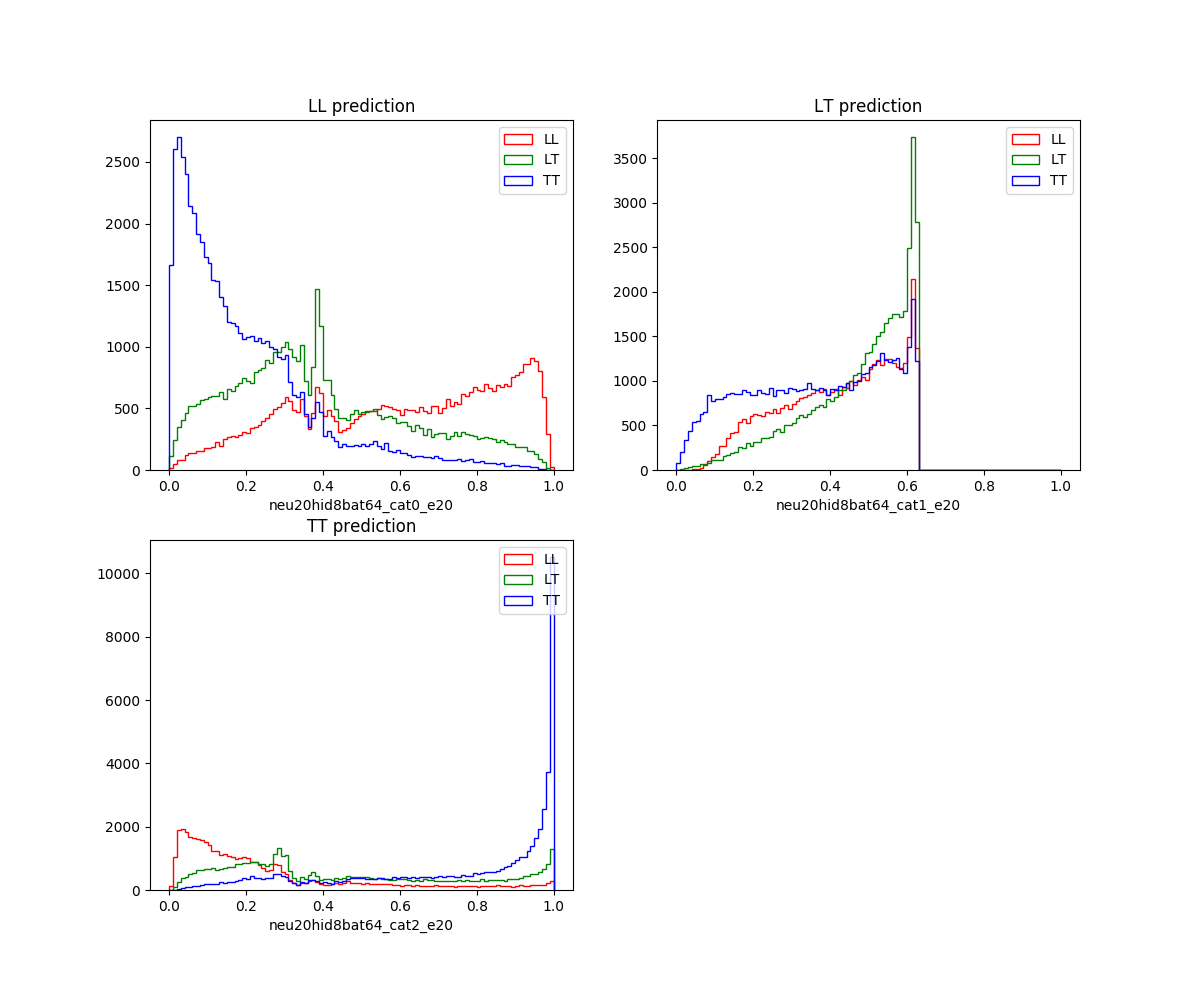 LL prediction
LT prediction
LL
LT
TT
LL
LT
TT
2500
2000
1500
1000
500
0
3500
3000
2500
2000
1500
1000
500
0
0.0 0.2 0.4 0.6 0.8 1.0
neu20hid8bat64_cat0_e20
0.0 0.2 0.4 0.6 0.8 1.0
neu20hid8bat64_cat1_e20
TT prediction
LL
LT
TT
10000
8000
6000
4000
2000
0
0.0 0.2 0.4 0.6 0.8 1.0
neu20hid8bat64_cat2_e20